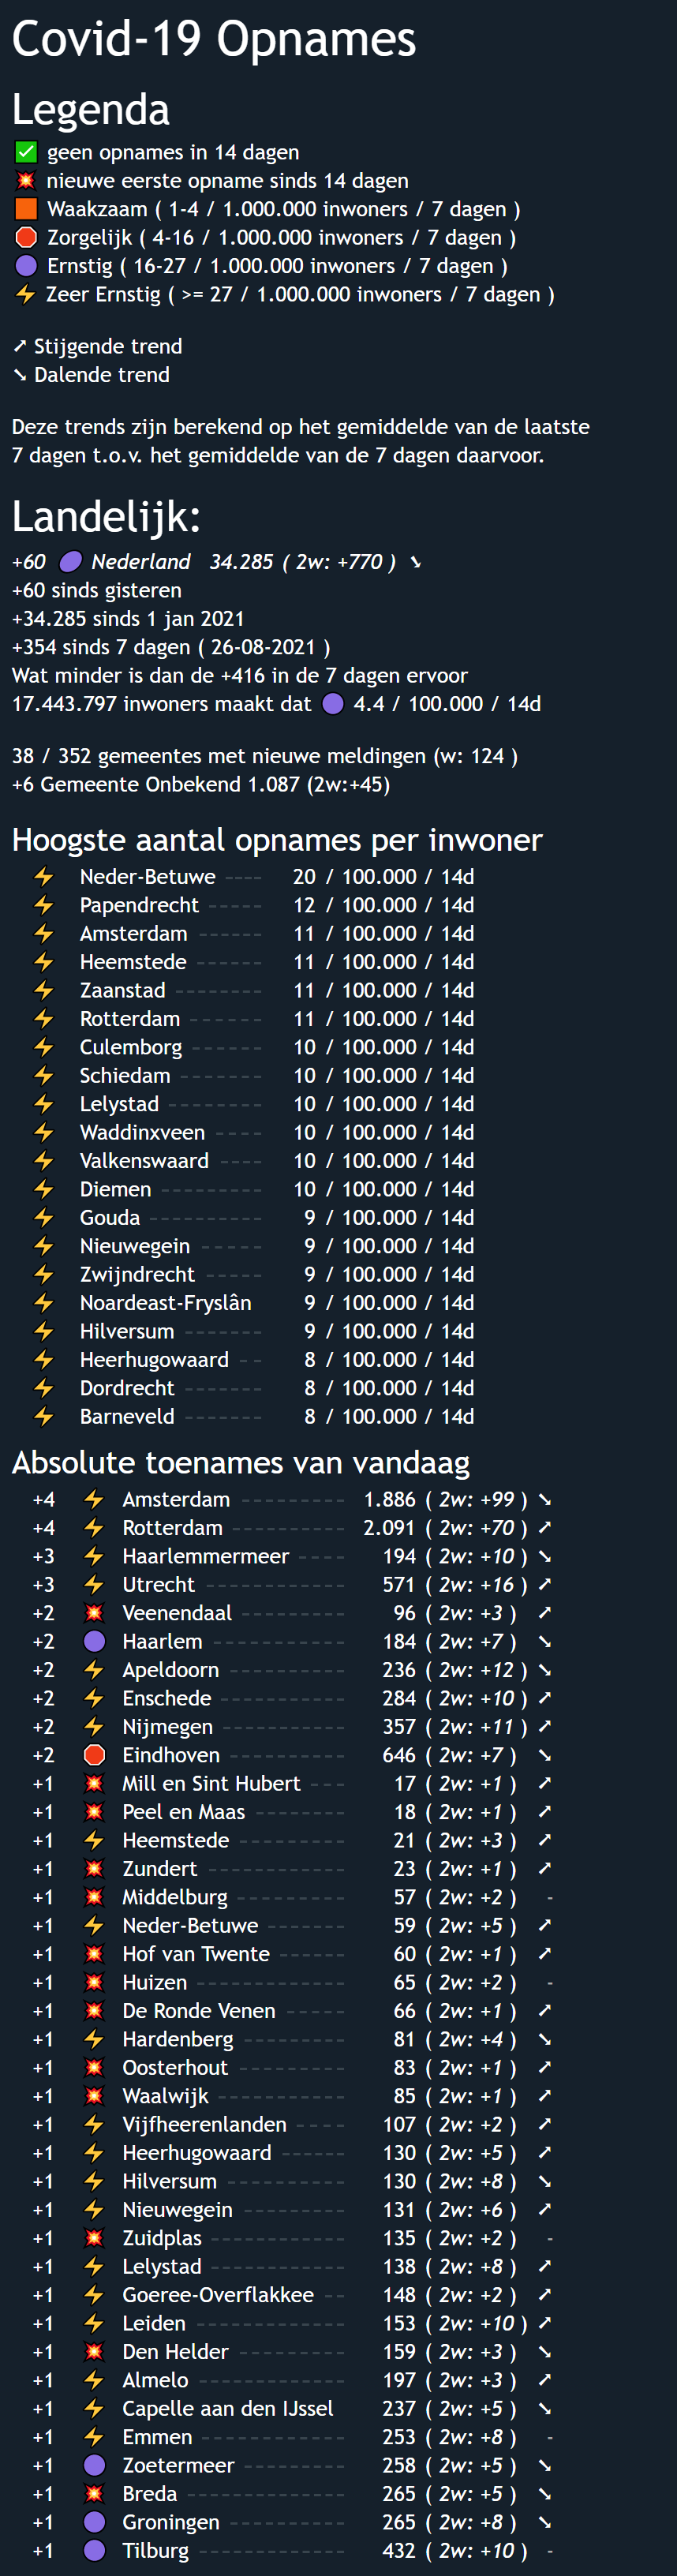 Covid-19 Opnames
Legenda
✅ geen opnames in 14 dagen
💥 nieuwe eerste opname sinds 14 dagen
🟧 Waakzaam ( 1-4 / 1.000.000 inwoners / 7 dagen )
🛑 Zorgelijk ( 4-16 / 1.000.000 inwoners / 7 dagen )
🟣 Ernstig ( 16-27 / 1.000.000 inwoners / 7 dagen )
⚡ Zeer Ernstig ( >= 27 / 1.000.000 inwoners / 7 dagen )
➚ Stijgende trend
➘ Dalende trend
Deze trends zijn berekend op het gemiddelde van de laatste
7 dagen t.o.v. het gemiddelde van de 7 dagen daarvoor.
Landelijk:
+60 🟣 Nederland 34.285 ( 2w: +770 ) ➘
+60 sinds gisteren
+34.285 sinds 1 jan 2021
+354 sinds 7 dagen ( 26-08-2021 )
Wat minder is dan de +416 in de 7 dagen ervoor
17.443.797 inwoners maakt dat 🟣 4.4 / 100.000 / 14d
38 / 352 gemeentes met nieuwe meldingen (w: 124 )
+6 Gemeente Onbekend 1.087 (2w:+45)
Hoogste aantal opnames per inwoner
⚡ Neder-Betuwe ---- 20 / 100.000 / 14d
⚡ Papendrecht ------ 12 / 100.000 / 14d
⚡ Amsterdam ------ 11 / 100.000 / 14d
⚡ Heemstede ------ 11 / 100.000 / 14d
⚡ Zaanstad -------- 11 / 100.000 / 14d
⚡ Rotterdam ------ 11 / 100.000 / 14d
⚡ Culemborg ------- 10 / 100.000 / 14d
⚡ Schiedam ------- 10 / 100.000 / 14d
⚡ Lelystad -------- 10 / 100.000 / 14d
⚡ Waddinxveen ---- 10 / 100.000 / 14d
⚡ Valkenswaard ---- 10 / 100.000 / 14d
⚡ Diemen --------- 10 / 100.000 / 14d
⚡ Gouda ---------- 9 / 100.000 / 14d
⚡ Nieuwegein ----- 9 / 100.000 / 14d
⚡ Zwijndrecht ----- 9 / 100.000 / 14d
⚡ Noardeast-Fryslân 9 / 100.000 / 14d
⚡ Hilversum ------- 9 / 100.000 / 14d
⚡ Heerhugowaard -- 8 / 100.000 / 14d
⚡ Dordrecht ------- 8 / 100.000 / 14d
⚡ Barneveld ------- 8 / 100.000 / 14d
Absolute toenames van vandaag
+4 ⚡ Amsterdam --------- 1.886 ( 2w: +99 ) ➘
+4 ⚡ Rotterdam ---------- 2.091 ( 2w: +70 ) ➚
+3 ⚡ Haarlemmermeer ---- 194 ( 2w: +10 ) ➘
+3 ⚡ Utrecht ------------ 571 ( 2w: +16 ) ➚
+2 💥 Veenendaal --------- 96 ( 2w: +3 ) ➚
+2 🟣 Haarlem ------------ 184 ( 2w: +7 ) ➘
+2 ⚡ Apeldoorn ---------- 236 ( 2w: +12 ) ➘
+2 ⚡ Enschede ----------- 284 ( 2w: +10 ) ➚
+2 ⚡ Nijmegen ----------- 357 ( 2w: +11 ) ➚
+2 🛑 Eindhoven ---------- 646 ( 2w: +7 ) ➘
+1 💥 Mill en Sint Hubert --- 17 ( 2w: +1 ) ➚
+1 💥 Peel en Maas -------- 18 ( 2w: +1 ) ➚
+1 ⚡ Heemstede --------- 21 ( 2w: +3 ) ➚
+1 💥 Zundert ------------ 23 ( 2w: +1 ) ➚
+1 💥 Middelburg --------- 57 ( 2w: +2 ) -
+1 ⚡ Neder-Betuwe ------- 59 ( 2w: +5 ) ➚
+1 💥 Hof van Twente ------ 60 ( 2w: +1 ) ➚
+1 💥 Huizen ------------- 65 ( 2w: +2 ) -
+1 💥 De Ronde Venen ----- 66 ( 2w: +1 ) ➚
+1 ⚡ Hardenberg --------- 81 ( 2w: +4 ) ➘
+1 💥 Oosterhout ---------- 83 ( 2w: +1 ) ➚
+1 💥 Waalwijk ----------- 85 ( 2w: +1 ) ➚
+1 ⚡ Vijfheerenlanden ---- 107 ( 2w: +2 ) ➚
+1 ⚡ Heerhugowaard ------ 130 ( 2w: +5 ) ➚
+1 ⚡ Hilversum ---------- 130 ( 2w: +8 ) ➘
+1 ⚡ Nieuwegein --------- 131 ( 2w: +6 ) ➚
+1 💥 Zuidplas ------------ 135 ( 2w: +2 ) -
+1 ⚡ Lelystad ------------ 138 ( 2w: +8 ) ➚
+1 ⚡ Goeree-Overflakkee -- 148 ( 2w: +2 ) ➚
+1 ⚡ Leiden ------------- 153 ( 2w: +10 ) ➚
+1 💥 Den Helder --------- 159 ( 2w: +3 ) ➘
+1 ⚡ Almelo ------------- 197 ( 2w: +3 ) ➚
+1 ⚡ Capelle aan den IJssel 237 ( 2w: +5 ) ➘
+1 ⚡ Emmen ------------ 253 ( 2w: +8 ) -
+1 🟣 Zoetermeer --------- 258 ( 2w: +5 ) ➘
+1 💥 Breda -------------- 265 ( 2w: +5 ) ➘
+1 🟣 Groningen ---------- 265 ( 2w: +8 ) ➘
+1 🟣 Tilburg ------------- 432 ( 2w: +10 ) -